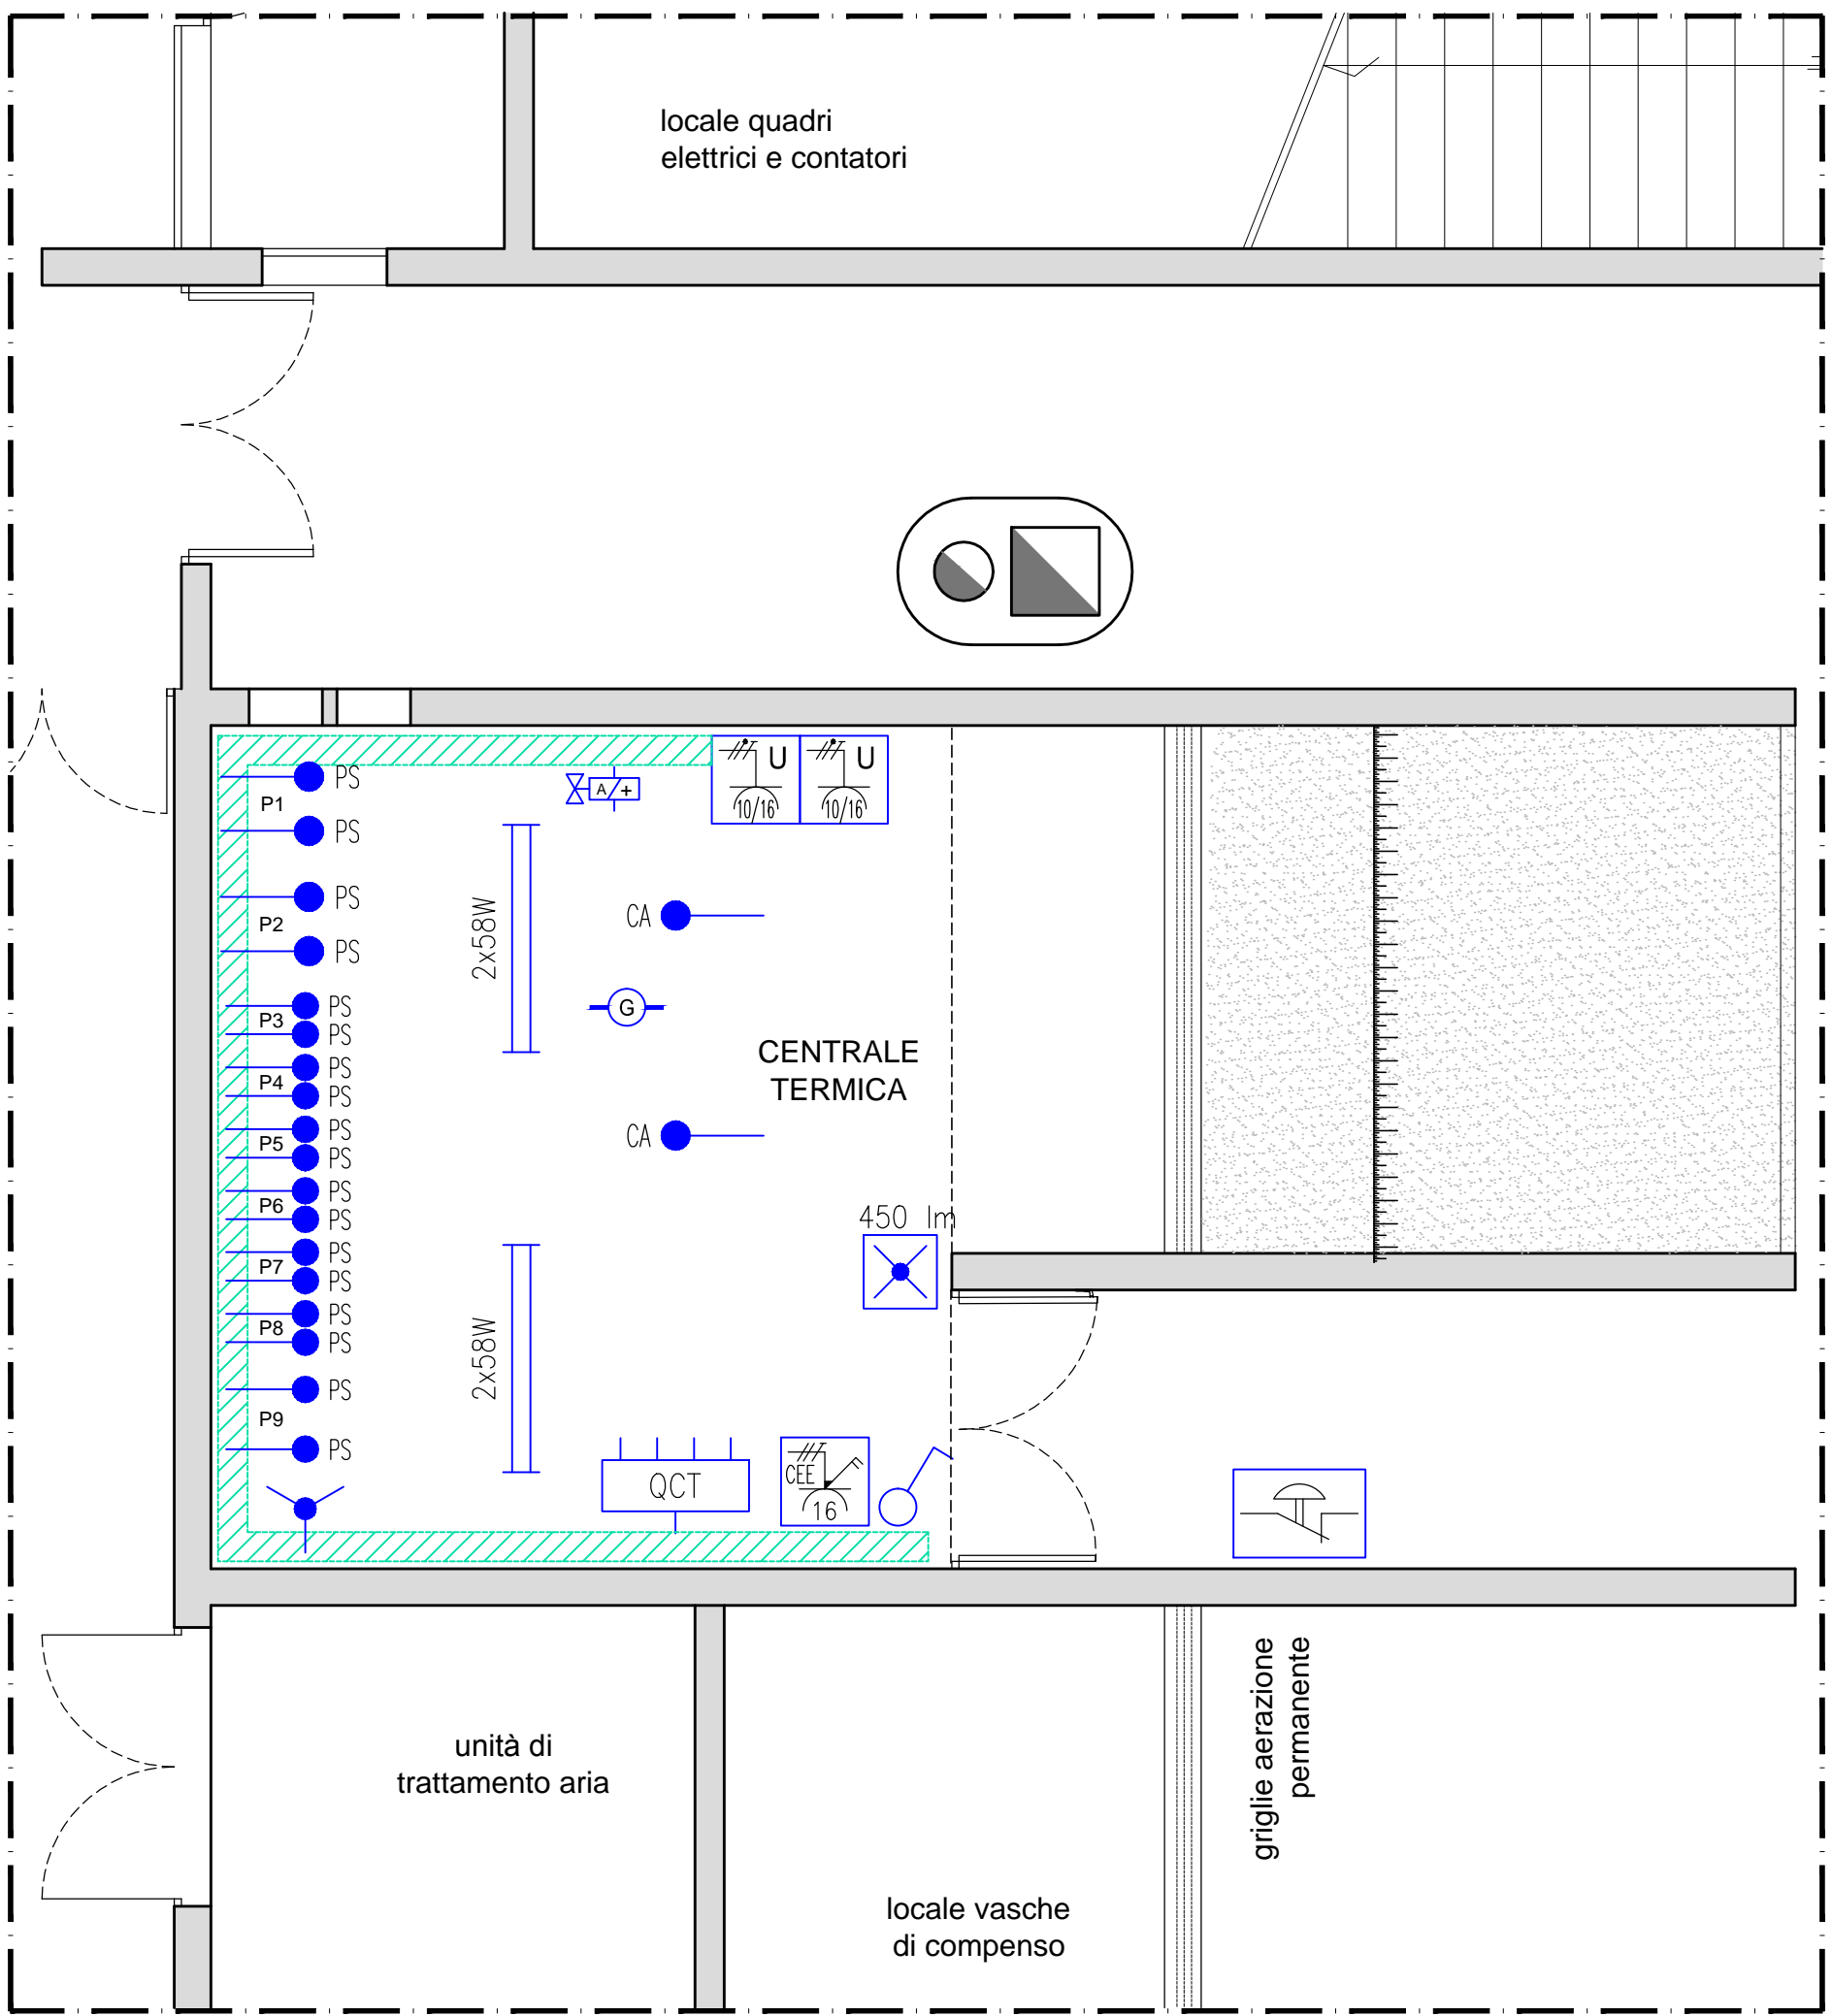 locale quadri
elettrici e contatori
U
U
10/16
10/16
PS
P1
PS
A
+
PS
P2
PS
2x58W
CA
PS
P3
PS
G
PS
P4
PS
CENTRALE
TERMICA
PS
P5
PS
CA
PS
P6
PS
450 lm
PS
P7
PS
PS
P8
PS
2x58W
PS
P9
PS
QCT
CEE
16
unità di
trattamento aria
griglie aerazione
permanente
locale vasche
di compenso